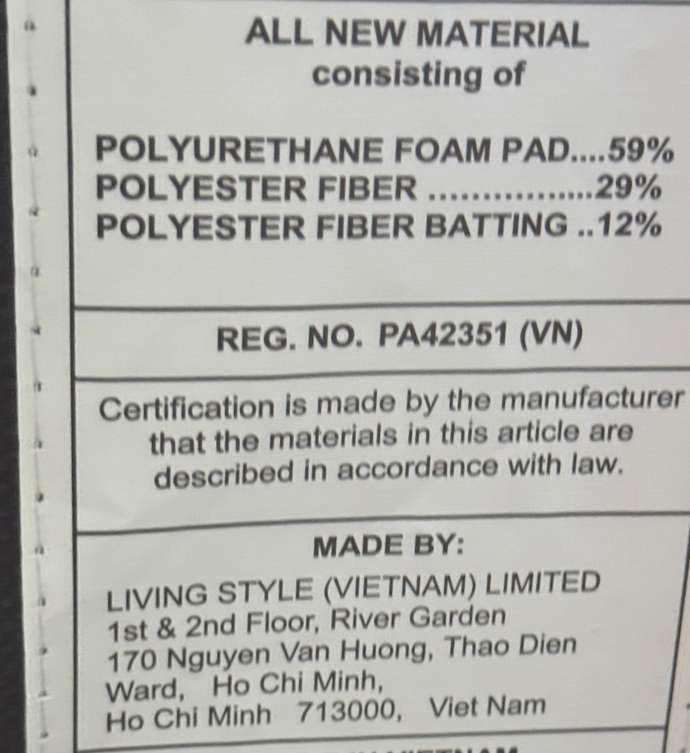 ALL NEW MATERIAL
consisting of
POLYURETHANE FOAM PAD....59%
POLYESTER FIBER ................29%
POLYESTER FIBER BATTING ..12%
REG. NO. PA42351 (VN)
Certification is made by the manufacturer
that the materials in this article are
described in accordance with law.
MADE BY:
LIVING STYLE (VIETNAM) LIMITED
1st & 2nd Floor, River Garden
170 Nguyen Van Huong, Thao Dien
Ward, Ho Chi Minh,
Ho Chi Minh 713000, Viet Nam